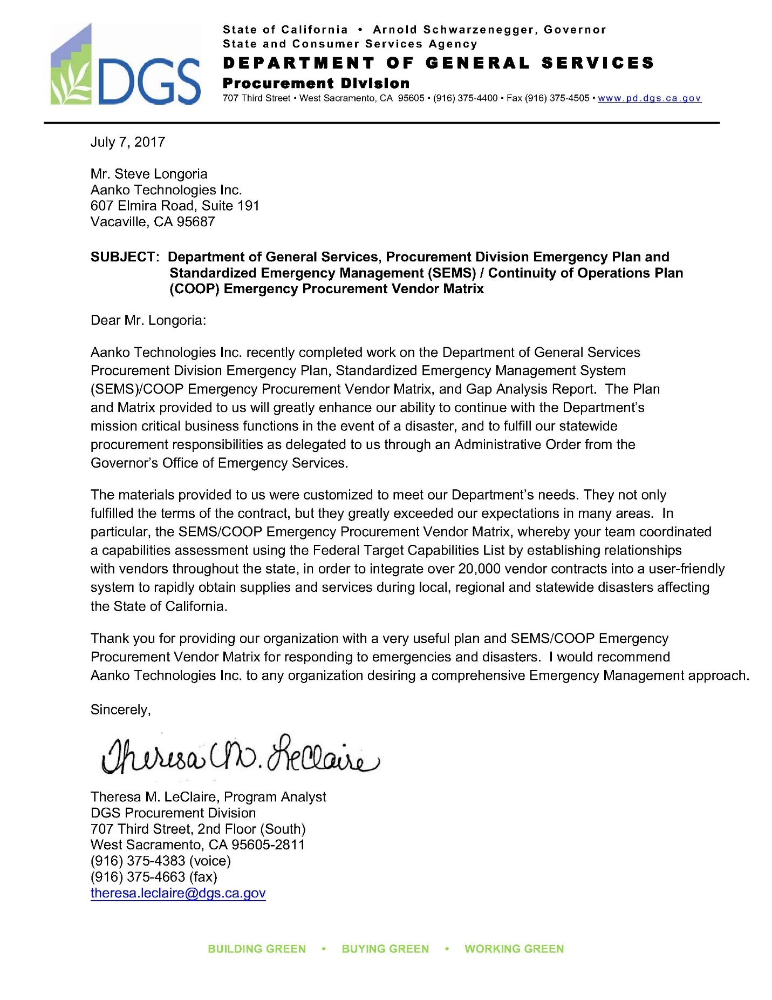 DGS
State of California • Arnold Schwarzenegger, Governor
State and Consumer Services Agency
DEPARTMENT OF GENERAL SERVICES
Procurement Division
707 Third Street ▪ West Sacramento, CA 95605 ▪ (916) 375-4400 ▪ Fax (916) 375-4505 • www.pd.dgs.ca.gov
July 7, 2017
Mr. Steve Longoria
Aanko Technologies Inc.
607 Elmira Road, Suite 191
Vacaville, CA 95687
SUBJECT: Department of General Services, Procurement Division Emergency Plan and
Standardized Emergency Management (SEMS) / Continuity of Operations Plan
(COOP) Emergency Procurement Vendor Matrix
Dear Mr. Longoria:
Aanko Technologies Inc. recently completed work on the Department of General Services
Procurement Division Emergency Plan, Standardized Emergency Management System
(SEMS)/COOP Emergency Procurement Vendor Matrix, and Gap Analysis Report. The Plan
and Matrix provided to us will greatly enhance our ability to continue with the Department’s
mission critical business functions in the event of a disaster, and to fulfill our statewide
procurement responsibilities as delegated to us through an Administrative Order from the
Governor’s Office of Emergency Services.
The materials provided to us were customized to meet our Department’s needs. They not only
fulfilled the terms of the contract, but they greatly exceeded our expectations in many areas. In
particular, the SEMS/COOP Emergency Procurement Vendor Matrix, whereby your team coordinated
a capabilities assessment using the Federal Target Capabilities List by establishing relationships
with vendors throughout the state, in order to integrate over 20,000 vendor contracts into a user-friendly
system to rapidly obtain supplies and services during local, regional and statewide disasters affecting
the State of California.
Thank you for providing our organization with a very useful plan and SEMS/COOP Emergency
Procurement Vendor Matrix for responding to emergencies and disasters. I would recommend
Aanko Technologies Inc. to any organization desiring a comprehensive Emergency Management approach.
Sincerely,
Theresa M. LeClaire
Theresa M. LeClaire, Program Analyst
DGS Procurement Division
707 Third Street, 2nd Floor (South)
West Sacramento, CA 95605-2811
(916) 375-4383 (voice)
(916) 375-4663 (fax)
theresa.leclaire@dgs.ca.gov
BUILDING GREEN • BUYING GREEN • WORKING GREEN